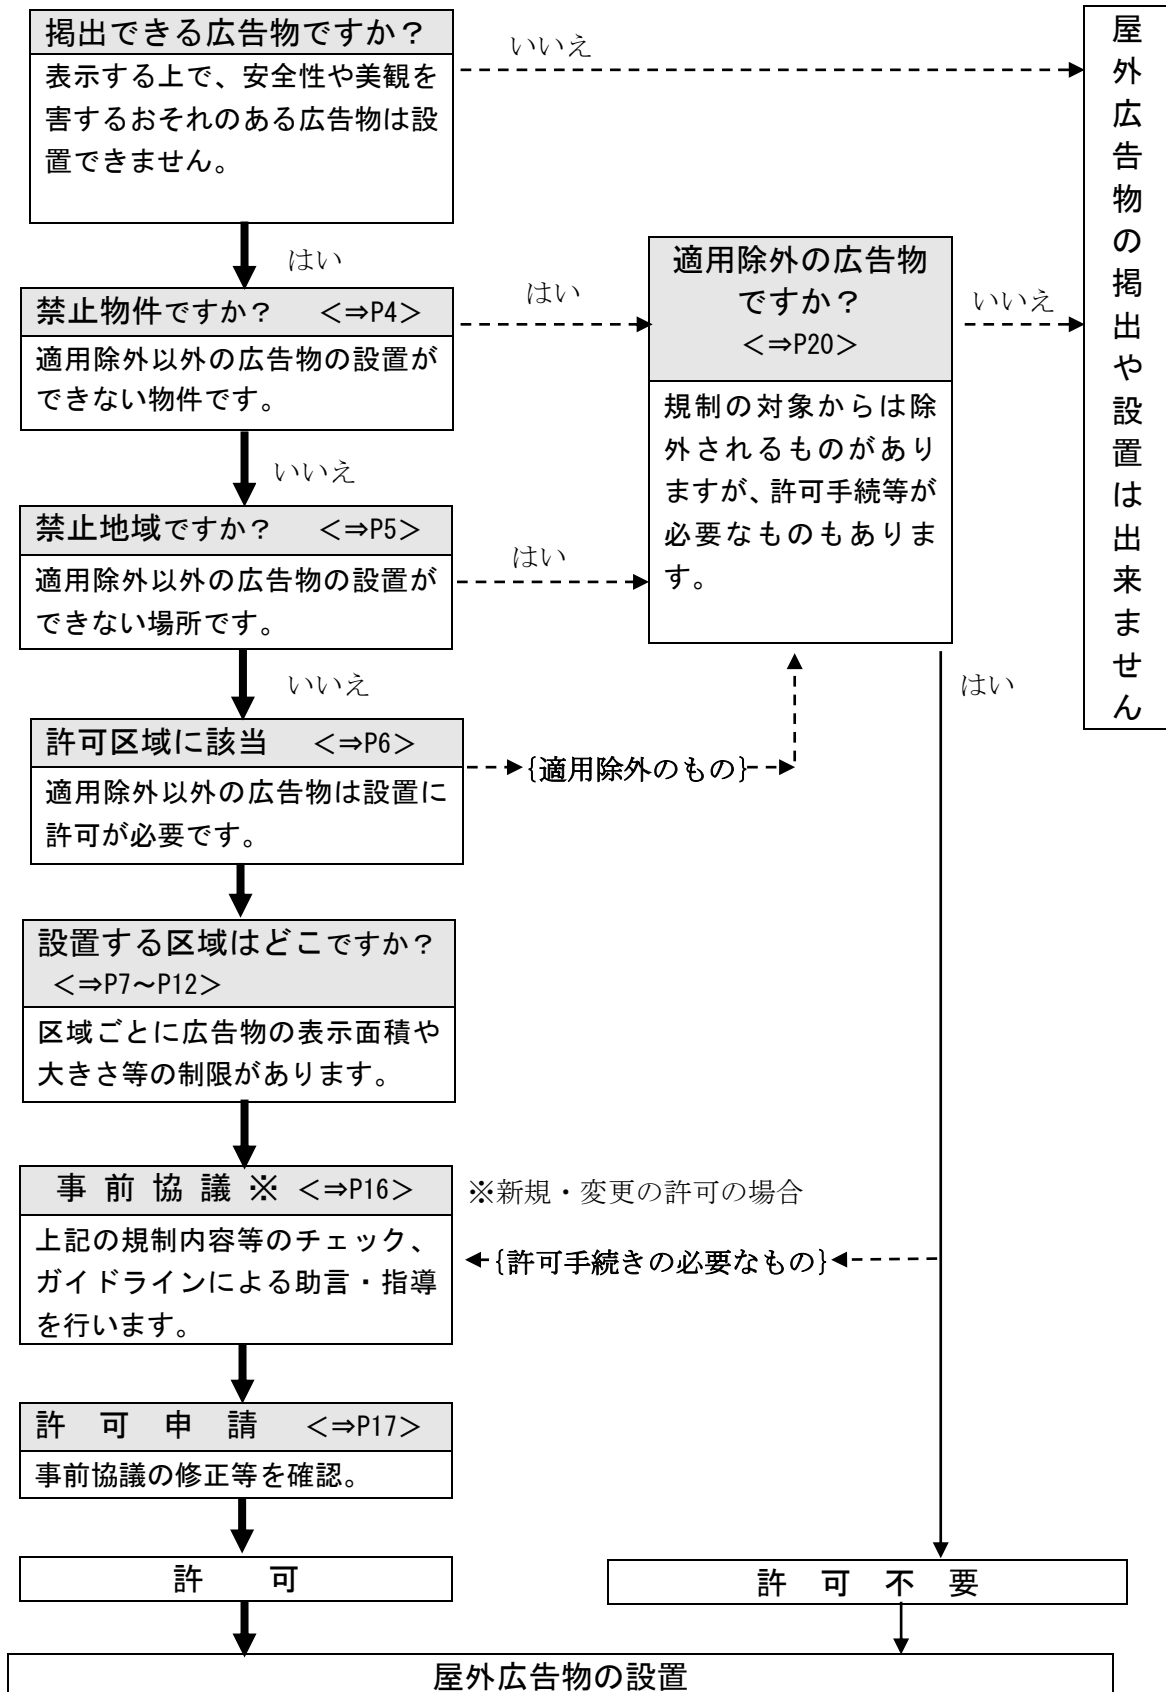 掲出できる広告物ですか？
表示する上で、安全性や美観を
害するおそれのある広告物は設
置できません。
いいえ
屋外広告物の掲出や設置は出来ません
はい
禁止物件ですか？　＜⇒P4＞
適用除外以外の広告物の設置が
できない物件です。
はい
適用除外の広告物
ですか？
＜⇒P20＞
規制の対象からは除
外されるものがあり
ますが、許可手続等が
必要なものもありま
す。
いいえ
いいえ
禁止地域ですか？　＜⇒P5＞
適用除外以外の広告物の設置が
できない場所です。
はい
いいえ
はい
許可区域に該当　＜⇒P6＞
適用除外以外の広告物は設置に
許可が必要です。
{適用除外のもの}
設置する区域はどこですか？
＜⇒P7～P12＞
区域ごとに広告物の表示面積や
大きさ等の制限があります。
事 前 協 議 ※ ＜⇒P16＞
※新規・変更の許可の場合
上記の規制内容等のチェック、
ガイドラインによる助言・指導
を行います。
{許可手続きの必要なもの}
許　可　申　請　＜⇒P17＞
事前協議の修正等を確認。
許　　可
許　可　不　要
屋外広告物の設置